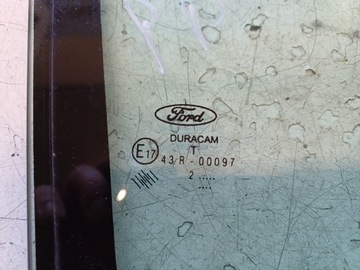 Ford
DURACAM
T
E17 43R-00097
2 .....
....